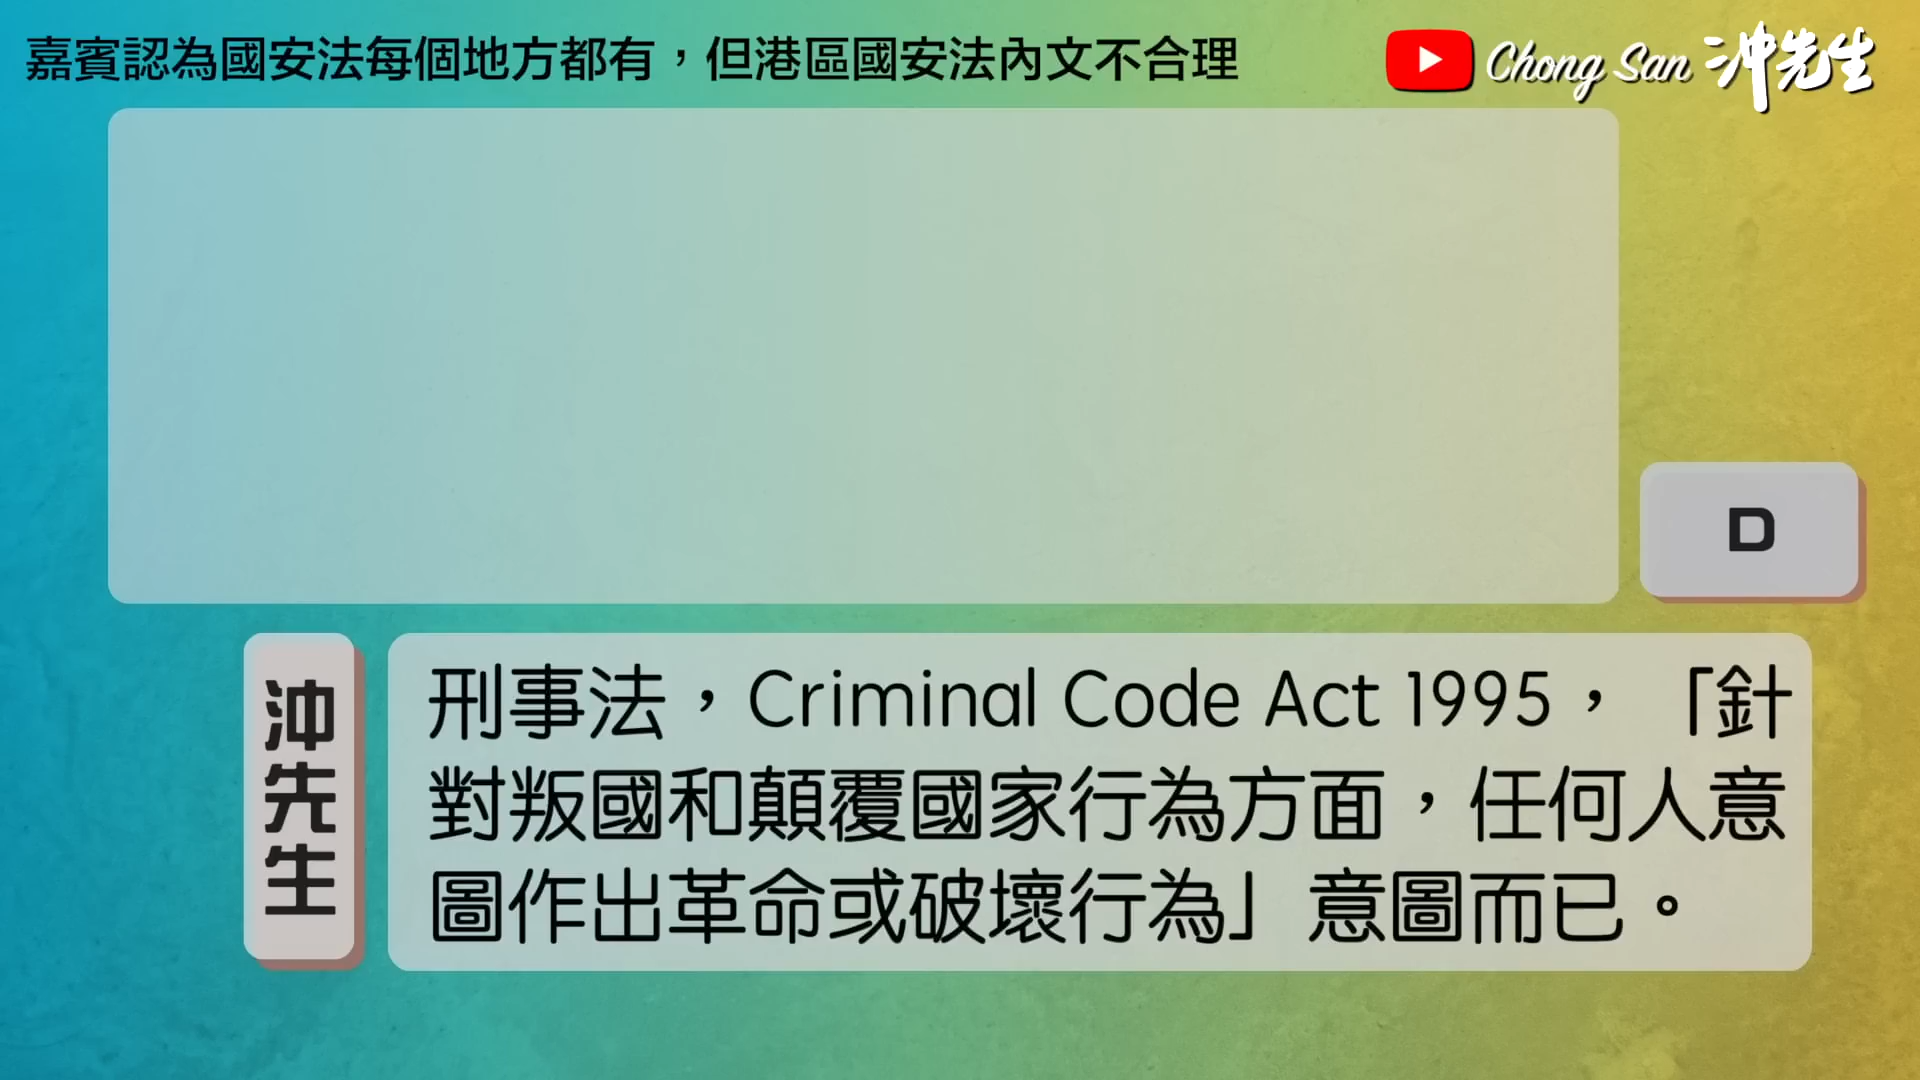 嘉賓認為國安法每個地方都有，但港區國安法內文不合理
Chong San 沖先生
D
沖先生
刑事法，Criminal Code Act 1995，「針
對叛國和顛覆國家行為方面，任何人意
圖作出革命或破壞行為」意圖而已。